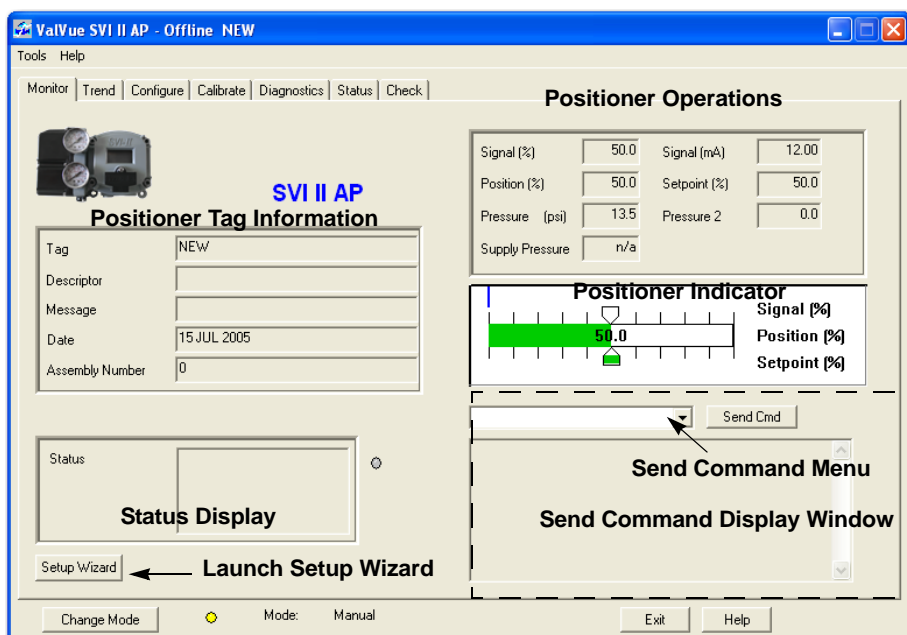 ValVue SVI II AP - Offline NEW
Tools Help
Monitor Trend Configure Calibrate Diagnostics Status Check
Positioner Operations
Signal (%) 50.0 Signal (mA) 12.00
Position (%) 50.0 Setpoint (%) 50.0
Pressure (psi) 13.5 Pressure 2 0.0
Supply Pressure n/a
SVI II AP
Positioner Tag Information
Tag NEW
Descriptor
Message
Date 15 JUL 2005
Assembly Number 0
Positioner Indicator
Signal (%)
50.0 Position (%)
Setpoint (%)
Send Cmd
Send Command Menu
Send Command Display Window
Status
Status Display
Setup Wizard Launch Setup Wizard
Change Mode Mode: Manual Exit Help